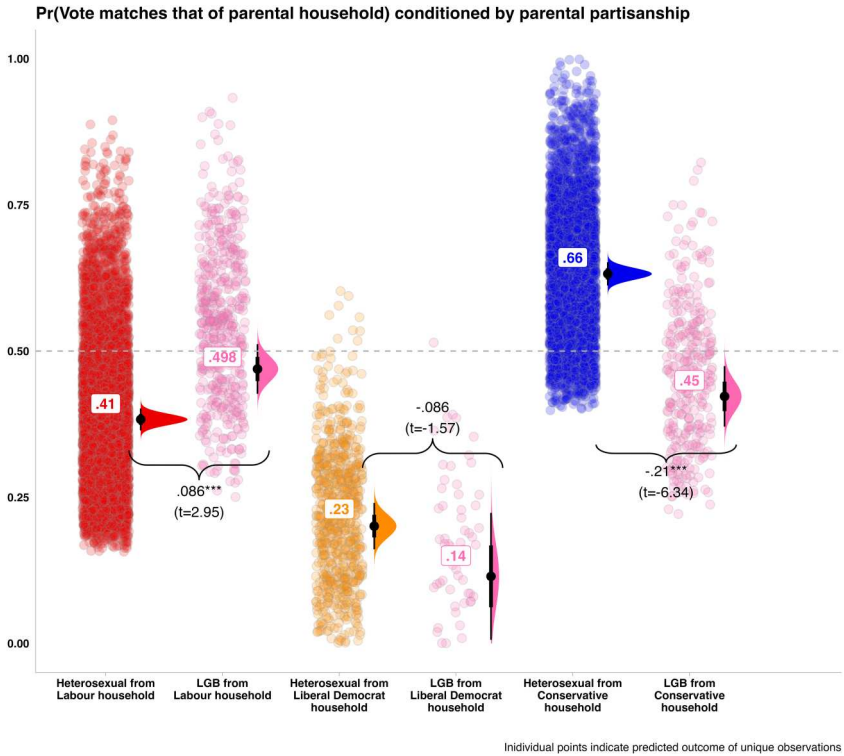 Pr(Vote matches that of parental household) conditioned by parental partisanship
1.00
0.75
0.50
0.25
0.00
.41
.498
.23
.14
.66
.45
.086***
(t=2.95)
-.086
(t=-1.57)
-.21***
(t=-6.34)
Heterosexual from
Labour household
LGB from
Labour household
Heterosexual from
Liberal Democrat
household
LGB from
Liberal Democrat
household
Heterosexual from
Conservative
household
LGB from
Conservative
household
Inidividual points indicate predicted outcome of unique observations